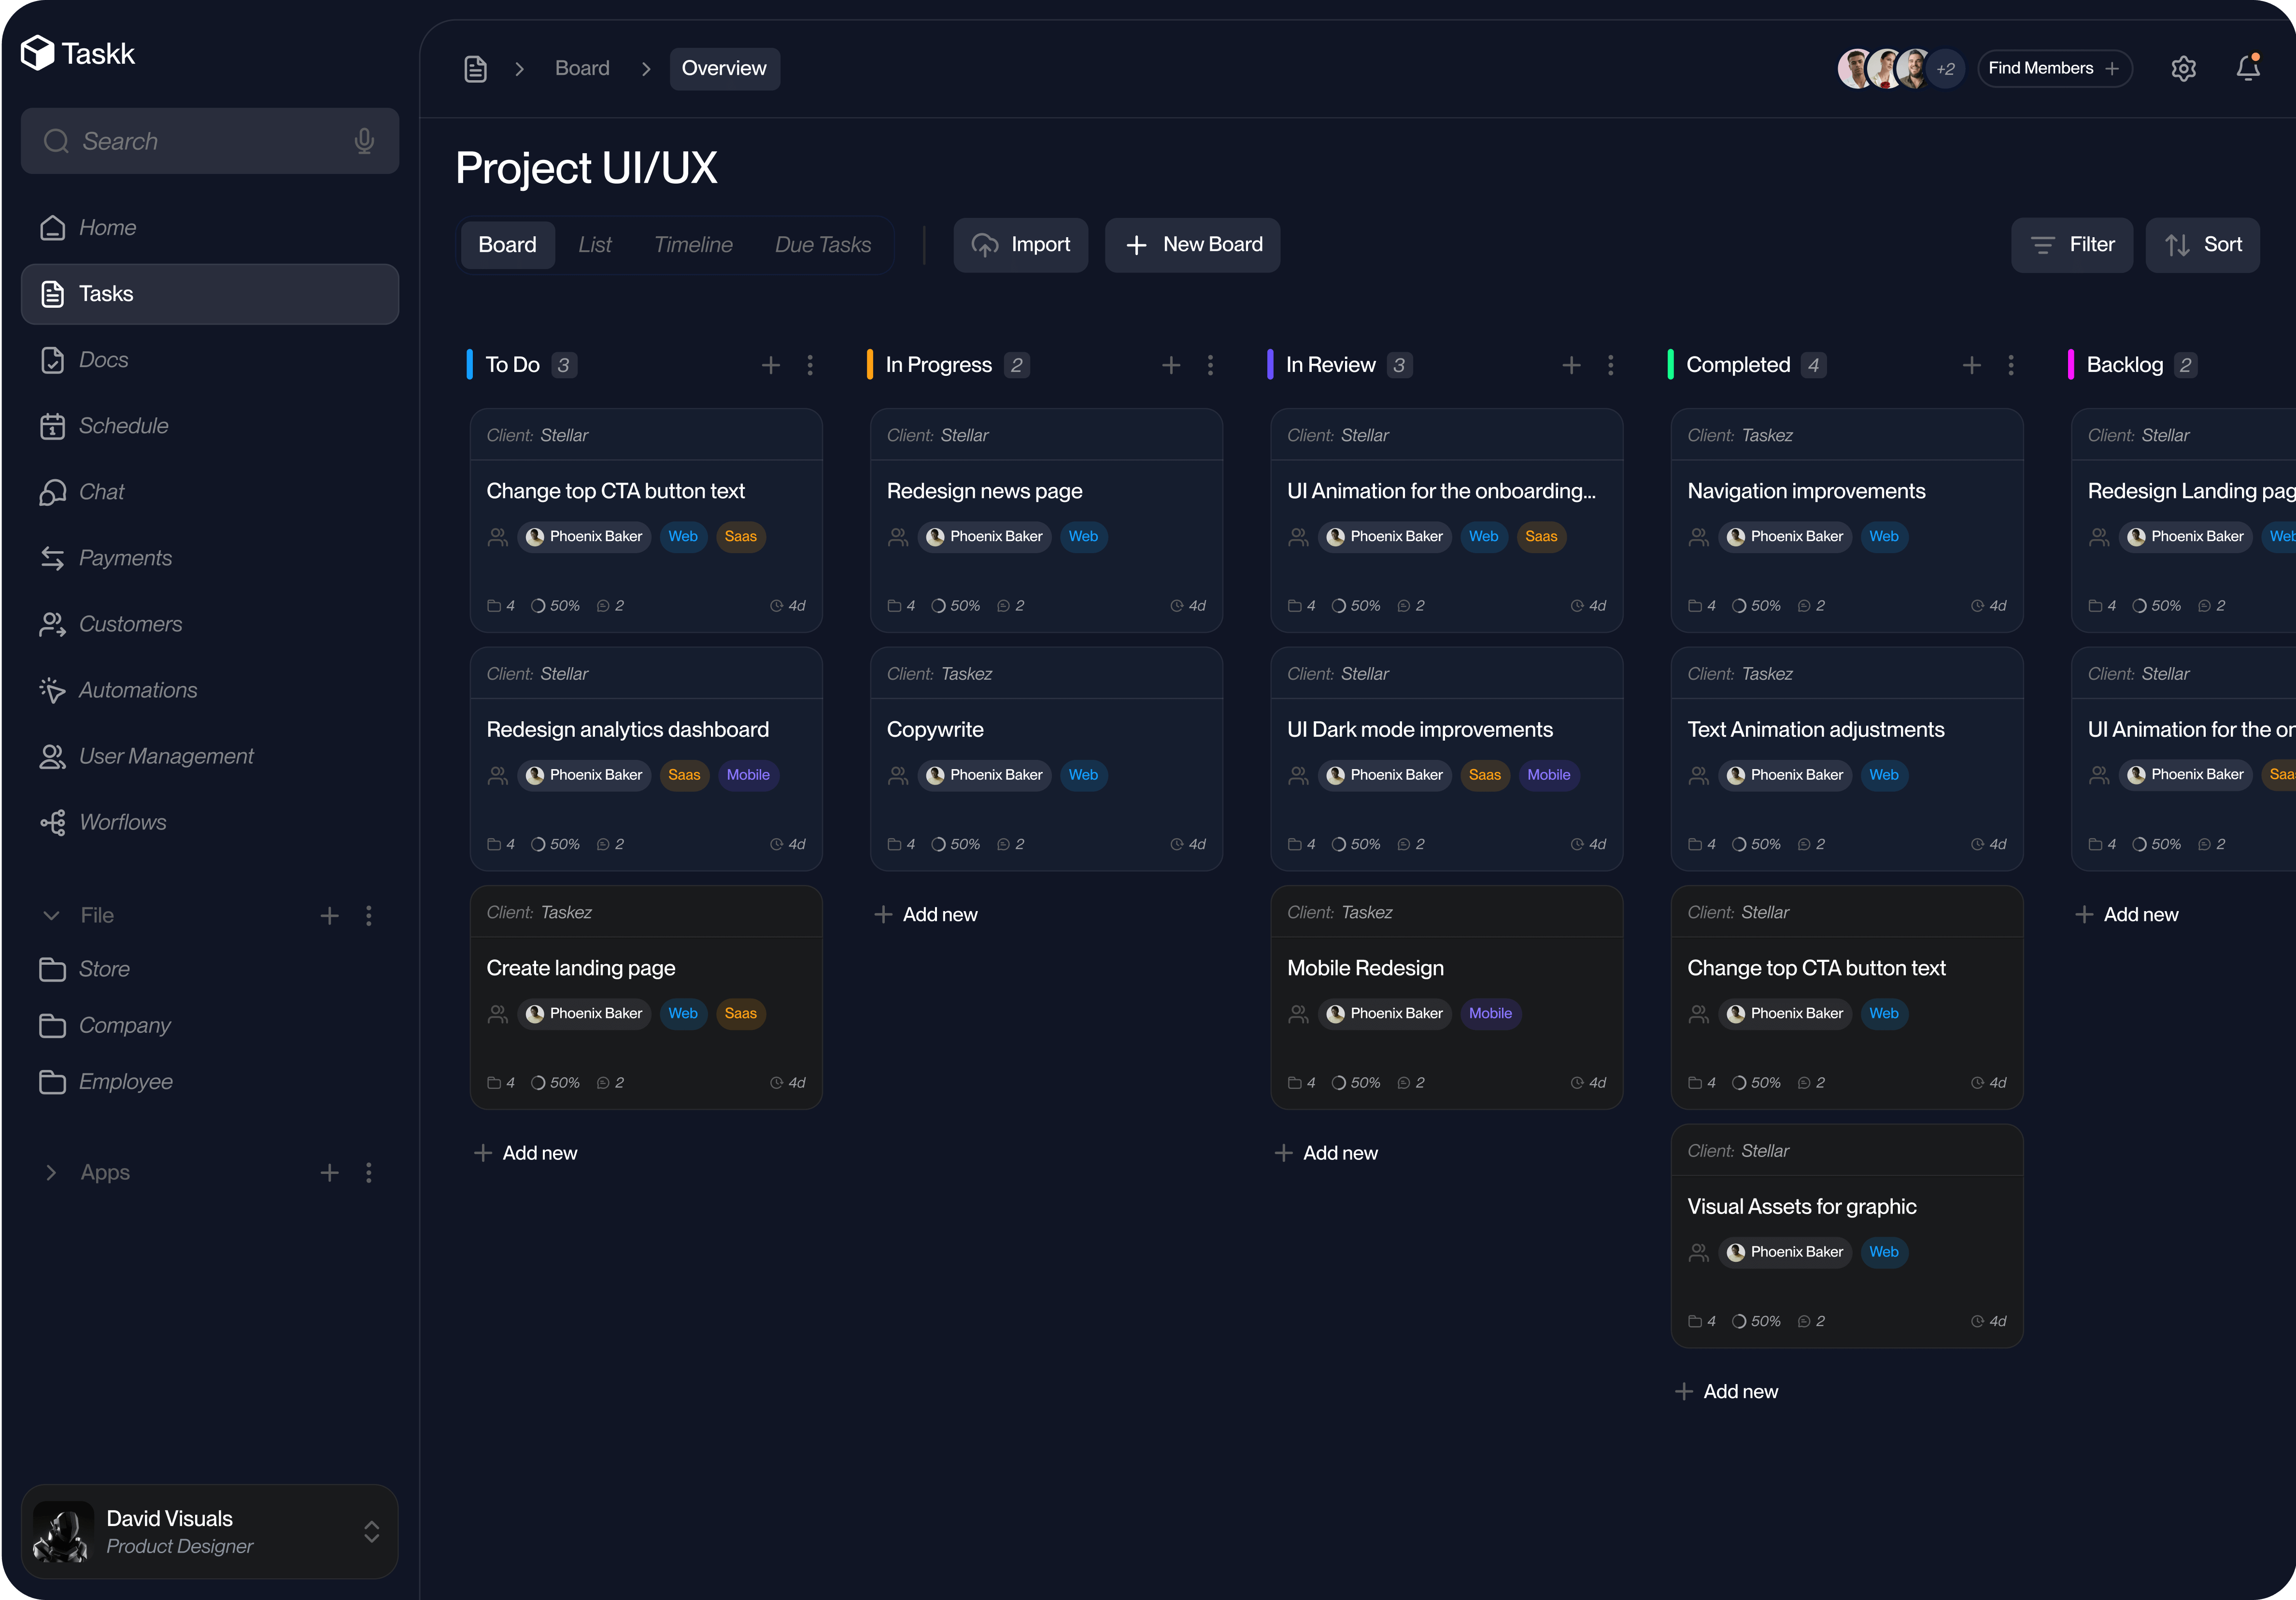 Taskk
Search
Home
Tasks
Docs
Schedule
Chat
Payments
Customers
Automations
User Management
Worflows
File
Store
Company
Employee
Apps
David Visuals
Product Designer
Board
Overview
+2
Find Members
Project UI/UX
Board
List
Timeline
Due Tasks
Import
New Board
Filter
Sort
To Do 3
Client: Stellar
Change top CTA button text
Phoenix Baker Web Saas
4 50% 2 4d
Client: Stellar
Redesign analytics dashboard
Phoenix Baker Saas Mobile
4 50% 2 4d
Client: Taskez
Create landing page
Phoenix Baker Web Saas
4 50% 2 4d
Add new
In Progress 2
Client: Stellar
Redesign news page
Phoenix Baker Web
4 50% 2 4d
Client: Taskez
Copywrite
Phoenix Baker Web
4 50% 2 4d
Add new
In Review 3
Client: Stellar
UI Animation for the onboarding...
Phoenix Baker Web Saas
4 50% 2 4d
Client: Stellar
UI Dark mode improvements
Phoenix Baker Saas Mobile
4 50% 2 4d
Client: Taskez
Mobile Redesign
Phoenix Baker Mobile
4 50% 2 4d
Add new
Completed 4
Client: Taskez
Navigation improvements
Phoenix Baker Web
4 50% 2 4d
Client: Taskez
Text Animation adjustments
Phoenix Baker Web
4 50% 2 4d
Client: Stellar
Change top CTA button text
Phoenix Baker Web
4 50% 2 4d
Client: Stellar
Visual Assets for graphic
Phoenix Baker Web
4 50% 2 4d
Add new
Backlog 2
Client: Stellar
Redesign Landing pag
Phoenix Baker Web
4 50% 2
Client: Stellar
UI Animation for the on
Phoenix Baker Saa
4 50% 2
Add new